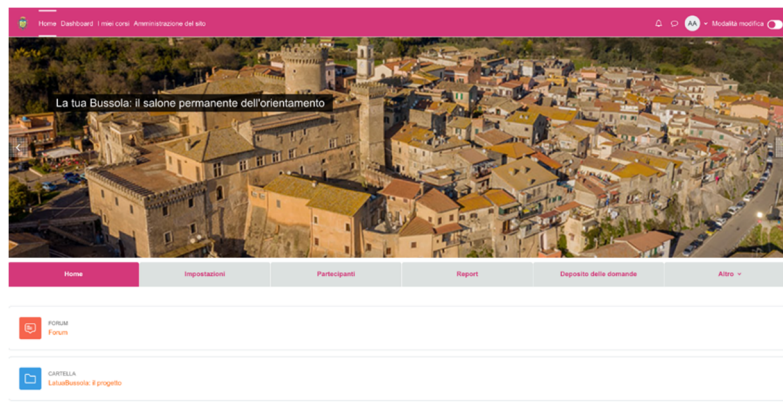 Home Dashboard I miei corsi Amministrazione del sito
AA Modalità modifica
La tua Bussola: il salone permanente dell'orientamento
Home Impostazioni Partecipanti Report Deposito delle domande Altro
FORUM
Forum
CARTELLA
LatuaBussola: il progetto